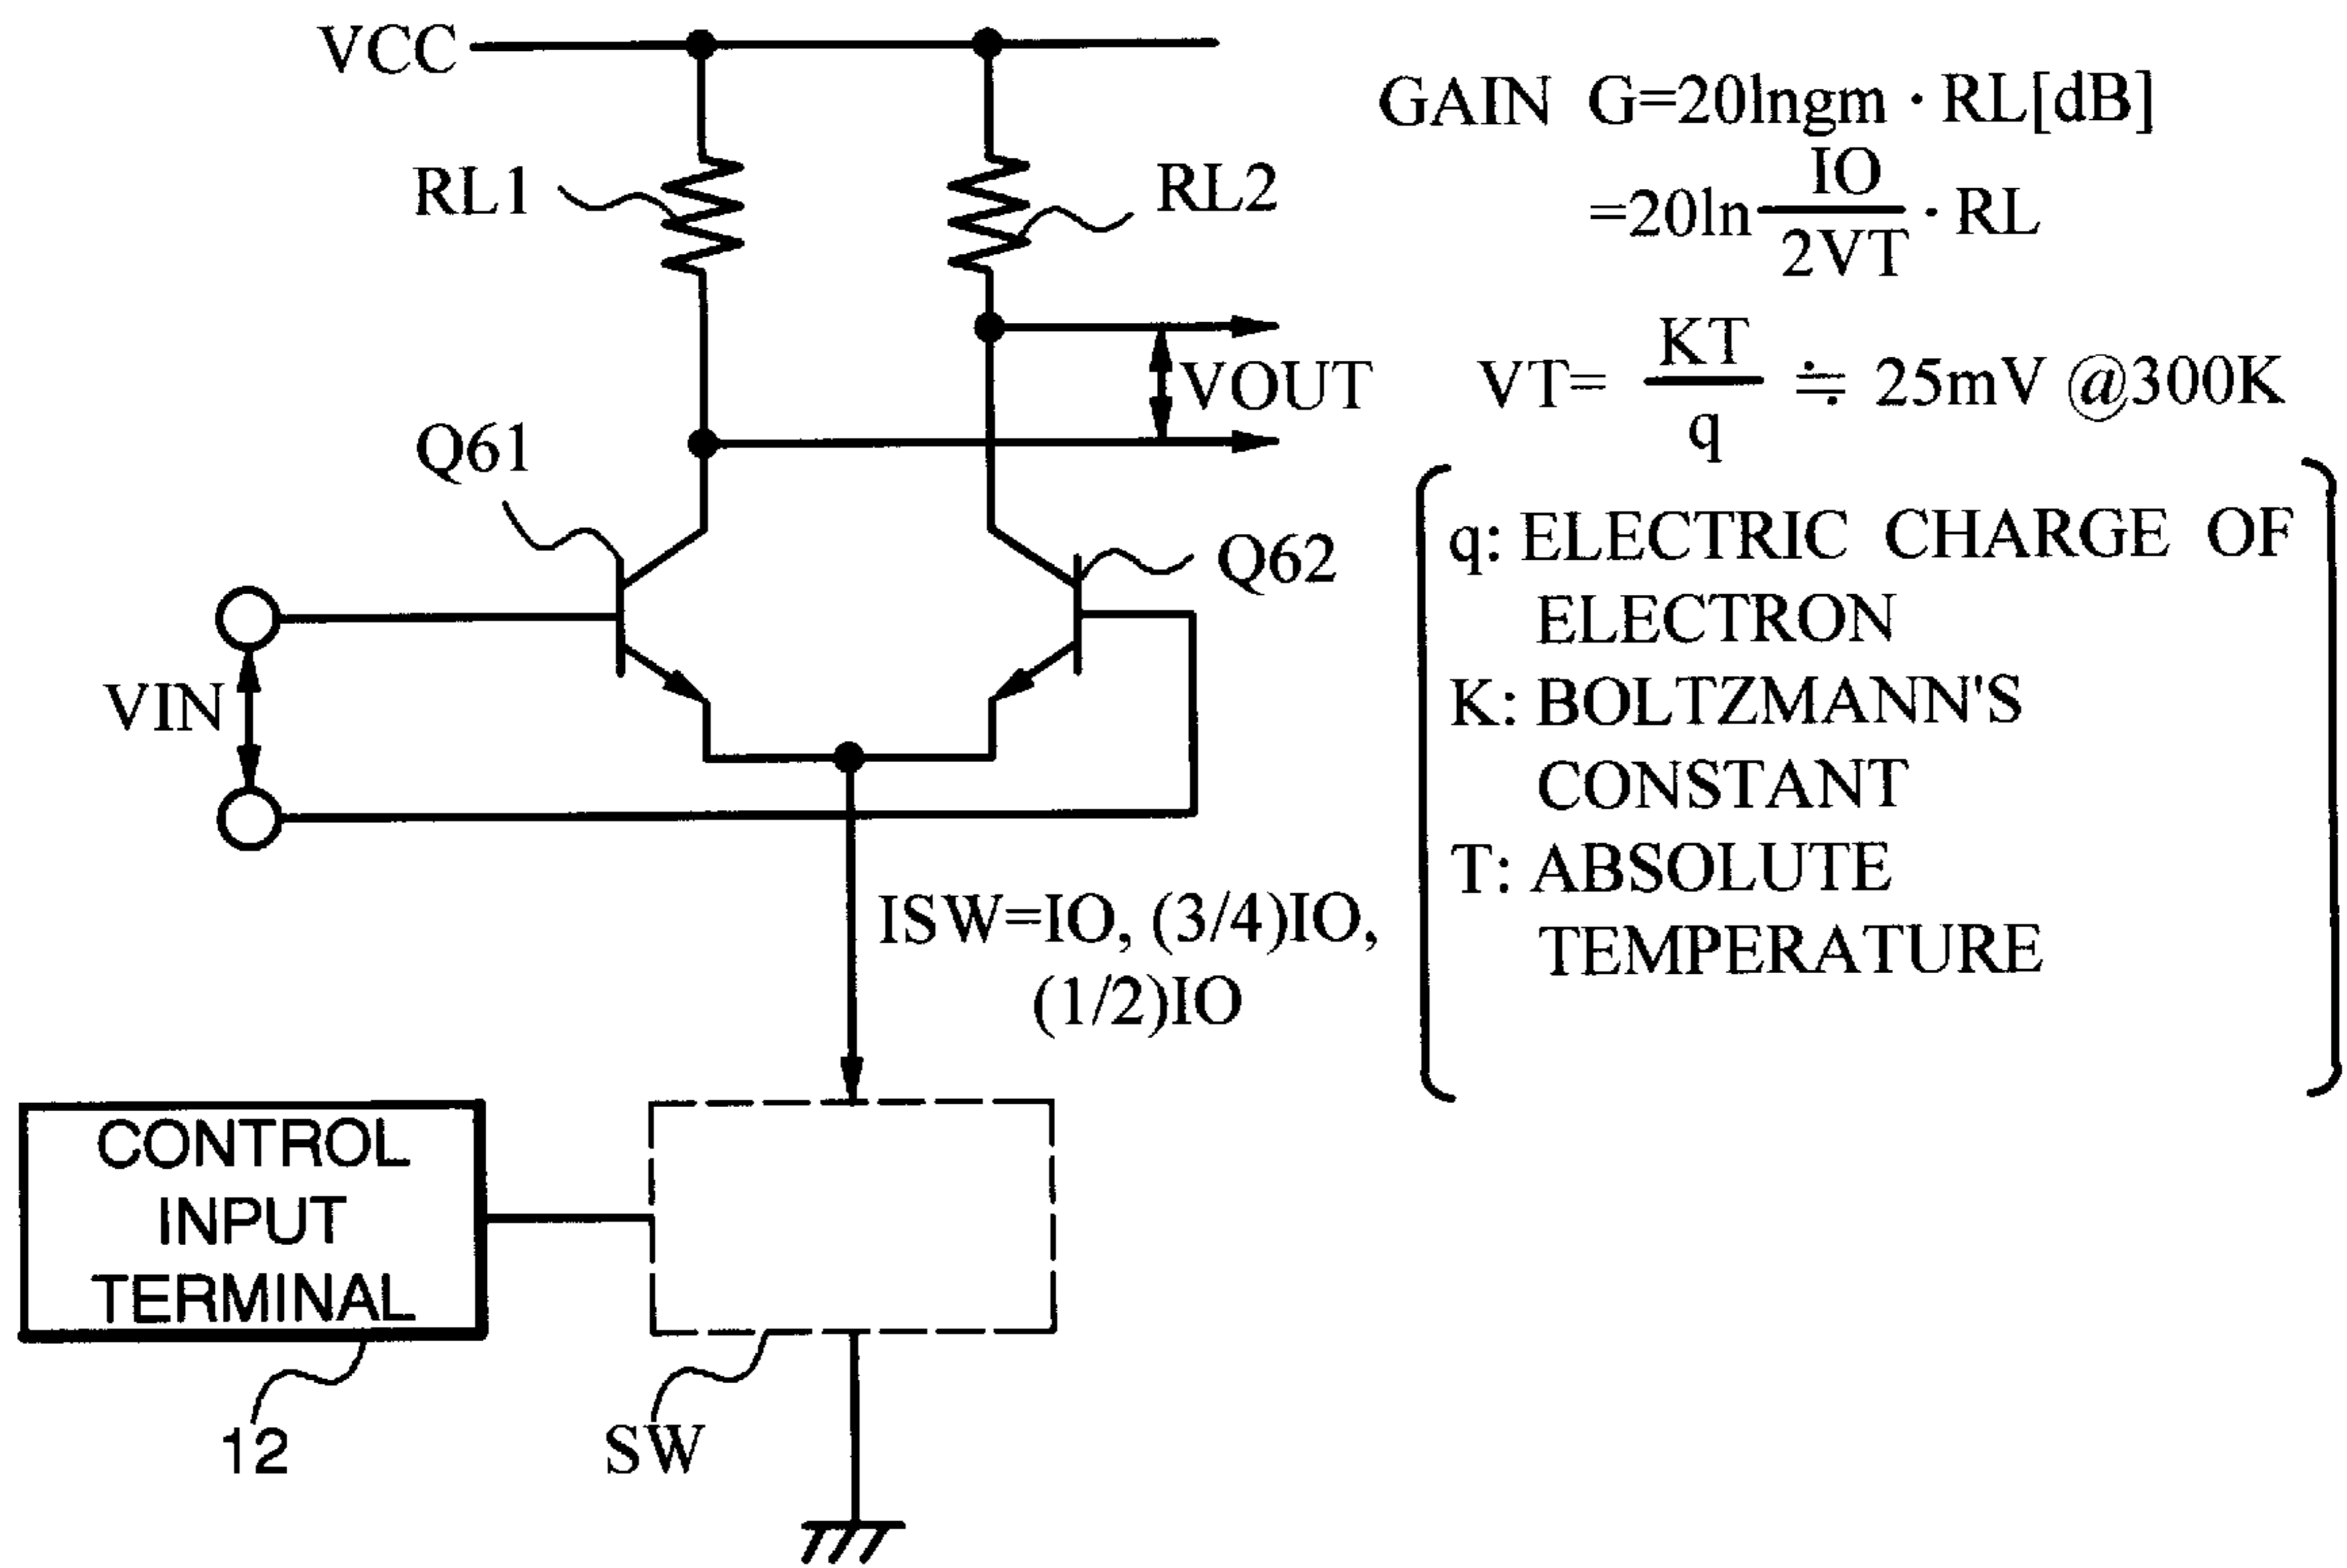 VCC
GAIN G=20lngm · RL[dB]
=20ln IO/2VT · RL
RL1
RL2
VOUT
VT= KT/q ≒ 25mV @300K
Q61
Q62
q: ELECTRIC CHARGE OF
ELECTRON
K: BOLTZMANN'S
CONSTANT
T: ABSOLUTE
TEMPERATURE
VIN
ISW=IO, (3/4)IO,
(1/2)IO
CONTROL
INPUT
TERMINAL
12
SW